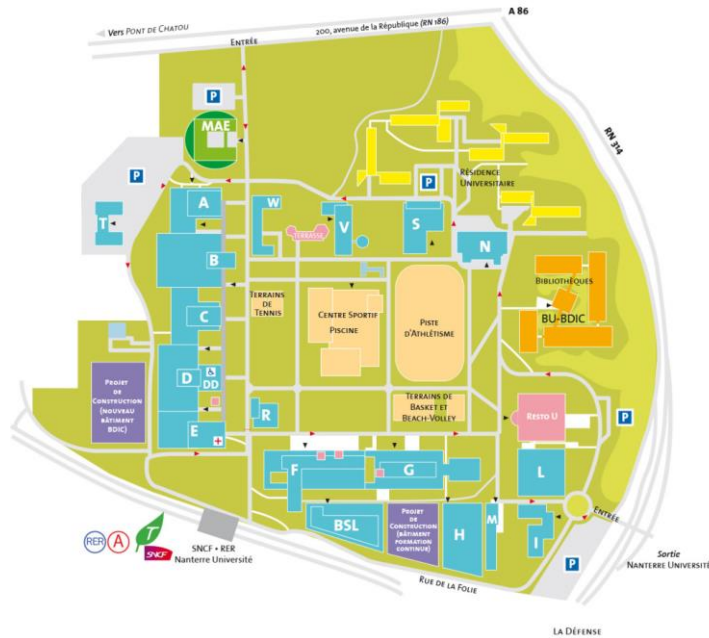 A 86
Vers PONT DE CHATOU
200, avenue de la République (RN 186)
ENTRÉE
P
MAE
RN 314
P
RÉSIDENCE
UNIVERSITAIRE
P
A
W
T
TERRASSE
V
S
N
B
BIBLIOTHÈQUES
BU-BDIC
TERRAINS
DE
TENNIS
CENTRE SPORTIF
PISCINE
PISTE
D'ATHLÉTISME
C
PROJET
DE
CONSTRUCTION
(NOUVEAU
BÂTIMENT
BDIC)
D
DD
TERRAINS DE
BASKET ET
BEACH-VOLLEY
R
RESTO U
P
E
F
G
L
BSL
PROJET
DE
CONSTRUCTION
(BÂTIMENT
FORMATION
CONTINUE)
H
M
I
ENTRÉE
RER
A
T
SNCF
SNCF • RER
NANTERRE UNIVERSITÉ
Sortie
NANTERRE UNIVERSITÉ
P
RUE DE LA FOLIE
LA DÉFENSE